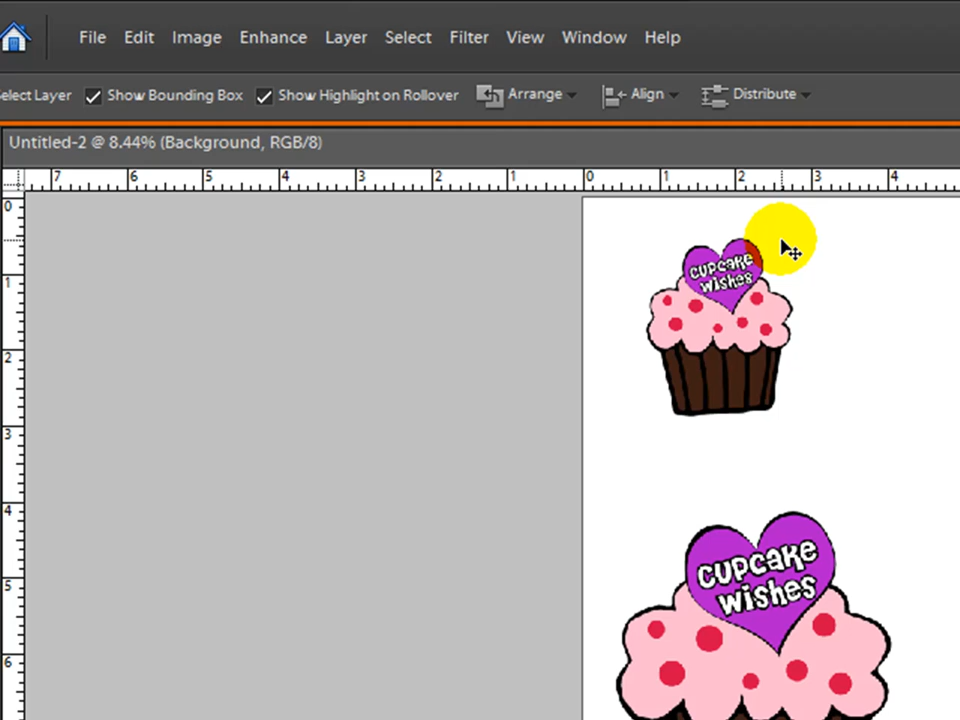 File Edit Image Enhance Layer Select Filter View Window Help
elect Layer Show Bounding Box Show Highlight on Rollover Arrange Align Distribute
Untitled-2 @ 8.44% (Background, RGB/8)
7 6 5 4 3 2 1 0 1 2 3 4
0
1
2
3
4
5
6
CUPCAKE
WISHES
CUPCAKE
WISHES